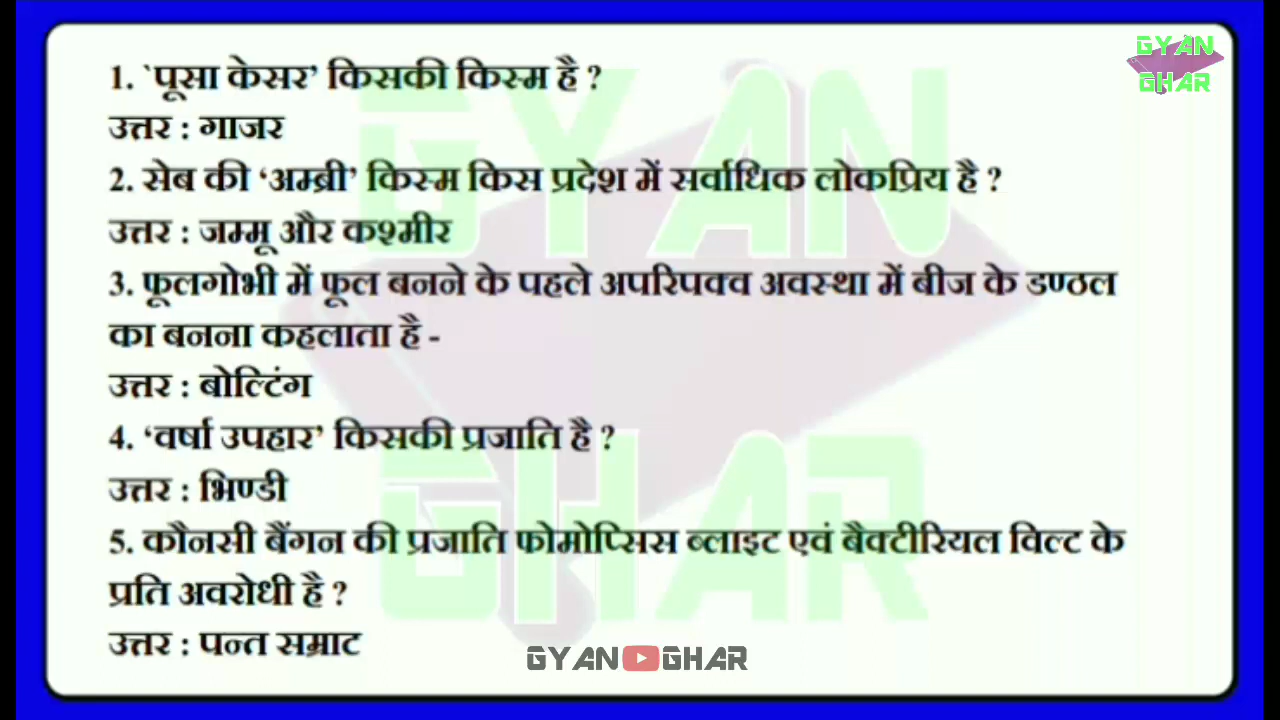 GYAN
GHAR
1. `पूसा केसर’ किसकी किस्म है ?
उत्तर : गाजर
2. सेब की ‘अम्ब्री’ किस्म किस प्रदेश में सर्वाधिक लोकप्रिय है ?
उत्तर : जम्मू और कश्मीर
3. फूलगोभी में फूल बनने के पहले अपरिपक्व अवस्था में बीज के डण्ठल
का बनना कहलाता है -
उत्तर : बोल्टिंग
4. ‘वर्षा उपहार’ किसकी प्रजाति है ?
उत्तर : भिण्डी
5. कौनसी बैंगन की प्रजाति फोमोप्सिस ब्लाइट एवं बैक्टीरियल विल्ट के
प्रति अवरोधी है ?
उत्तर : पन्त सम्राट
GYAN GHAR
GYAN
GHAR